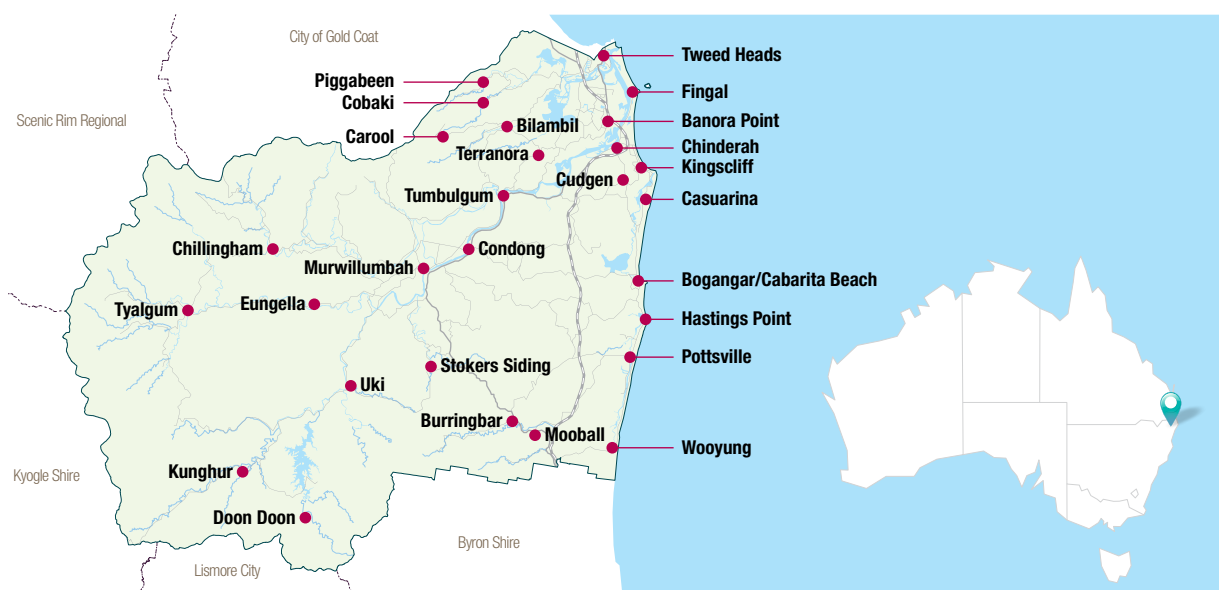 City of Gold Coat
Tweed Heads
Piggabeen
Fingal
Cobaki
Scenic Rim Regional
Banora Point
Bilambil
Carool
Chinderah
Terranora
Kingscliff
Cudgen
Tumbulgum
Casuarina
Chillingham
Condong
Murwillumbah
Bogangar/Cabarita Beach
Eungella
Tyalgum
Hastings Point
Pottsville
Stokers Siding
Uki
Burringbar
Mooball
Wooyung
Kunghur
Kyogle Shire
Doon Doon
Byron Shire
Lismore City